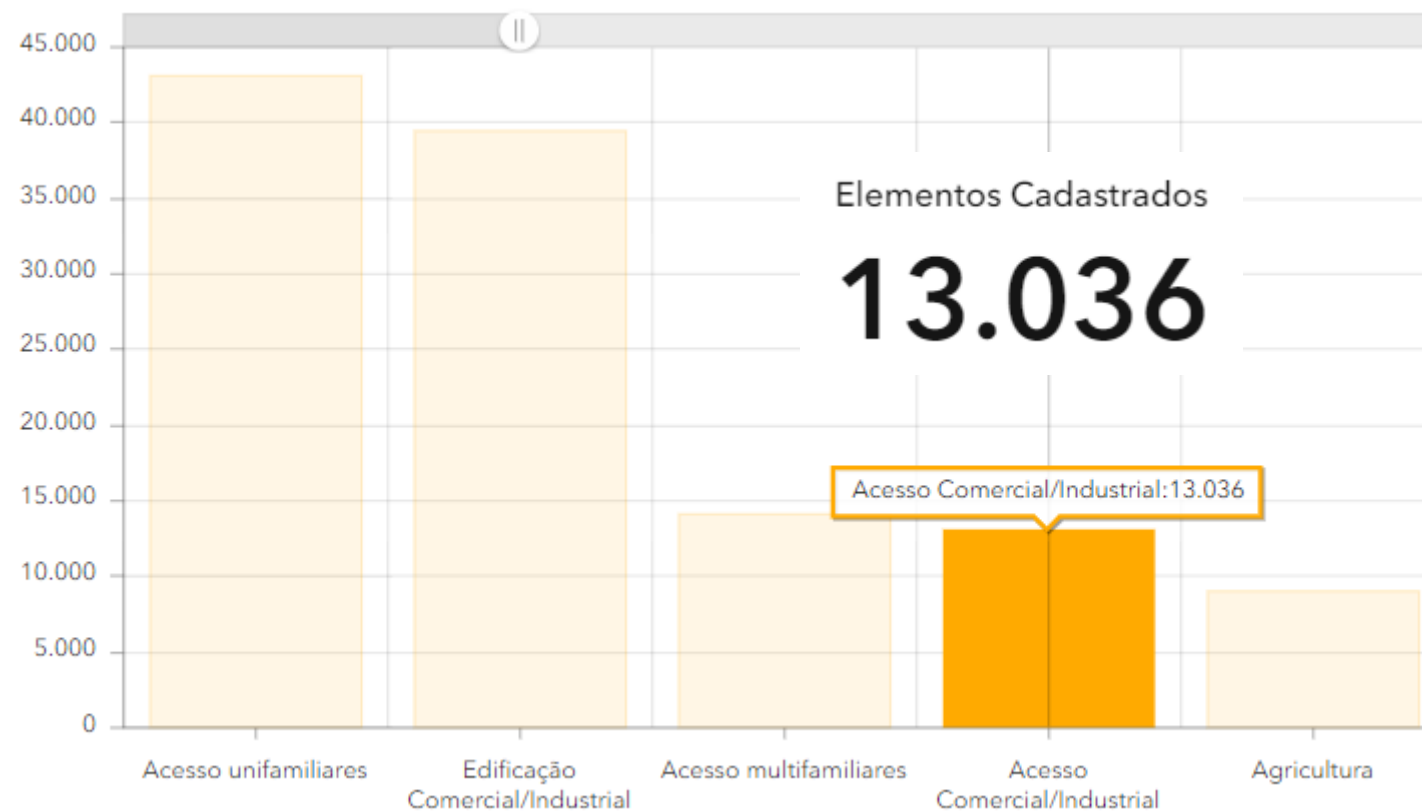 45.000
40.000
35.000
30.000
25.000
20.000
15.000
10.000
5.000
0
Elementos Cadastrados
13.036
Acesso Comercial/Industrial:13.036
Acesso unifamiliares
Edificação
Comercial/Industrial
Acesso multifamiliares
Acesso
Comercial/Industrial
Agricultura